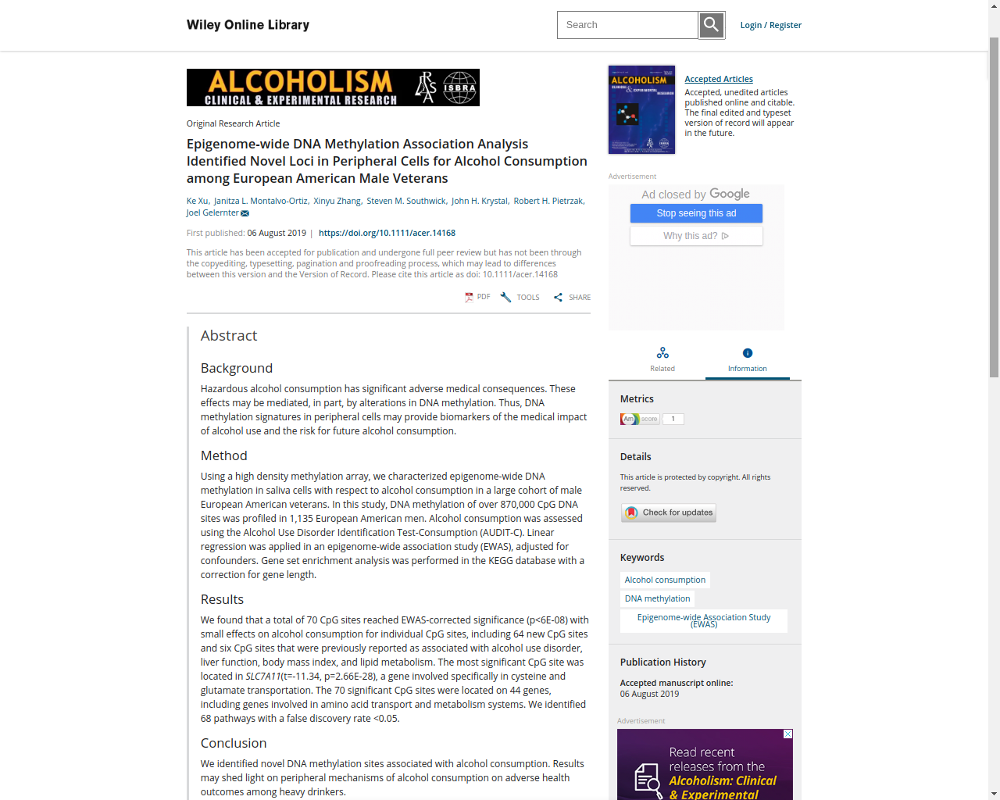 Wiley Online Library
Search
Login / Register
ALCOHOLISM
CLINICAL & EXPERIMENTAL RESEARCH
ISBRA
Original Research Article
Epigenome-wide DNA Methylation Association Analysis
Identified Novel Loci in Peripheral Cells for Alcohol Consumption
among European American Male Veterans
Ke Xu, Janitza L. Montalvo-Ortiz, Xinyu Zhang, Steven M. Southwick, John H. Krystal, Robert H. Pietrzak,
Joel Gelernter
First published: 06 August 2019 | https://doi.org/10.1111/acer.14168
This article has been accepted for publication and undergone full peer review but has not been through
the copyediting, typesetting, pagination and proofreading process, which may lead to differences
between this version and the Version of Record. Please cite this article as doi: 10.1111/acer.14168
PDF TOOLS SHARE
Abstract
Background
Hazardous alcohol consumption has significant adverse medical consequences. These
effects may be mediated, in part, by alterations in DNA methylation. Thus, DNA
methylation signatures in peripheral cells may provide biomarkers of the medical impact
of alcohol use and the risk for future alcohol consumption.
Method
Using a high density methylation array, we characterized epigenome-wide DNA
methylation in saliva cells with respect to alcohol consumption in a large cohort of male
European American veterans. In this study, DNA methylation of over 870,000 CpG DNA
sites was profiled in 1,135 European American men. Alcohol consumption was assessed
using the Alcohol Use Disorder Identification Test-Consumption (AUDIT-C). Linear
regression was applied in an epigenome-wide association study (EWAS), adjusted for
confounders. Gene set enrichment analysis was performed in the KEGG database with a
correction for gene length.
Results
We found that a total of 70 CpG sites reached EWAS-corrected significance (p<6E-08) with
small effects on alcohol consumption for individual CpG sites, including 64 new CpG sites
and six CpG sites that were previously reported as associated with alcohol use disorder,
liver function, body mass index, and lipid metabolism. The most significant CpG site was
located in SLC7A11(t=-11.34, p=2.66E-28), a gene involved specifically in cysteine and
glutamate transportation. The 70 significant CpG sites were located on 44 genes,
including genes involved in amino acid transport and metabolism systems. We identified
68 pathways with a false discovery rate <0.05.
Conclusion
We identified novel DNA methylation sites associated with alcohol consumption. Results
may shed light on peripheral mechanisms of alcohol consumption on adverse health
outcomes among heavy drinkers.
ALCOHOLISM
CLINICAL & EXPERIMENTAL RESEARCH
ISBRA
Accepted Articles
Accepted, unedited articles
published online and citable.
The final edited and typeset
version of record will appear
in the future.
Advertisement
Ad closed by Google
Stop seeing this ad
Why this ad?
Related
Information
Metrics
Am score 1
Details
This article is protected by copyright. All rights
reserved.
Check for updates
Keywords
Alcohol consumption
DNA methylation
Epigenome-wide Association Study
(EWAS)
Publication History
Accepted manuscript online:
06 August 2019
Advertisement
Read recent
releases from the
Alcoholism: Clinical
& Experimental